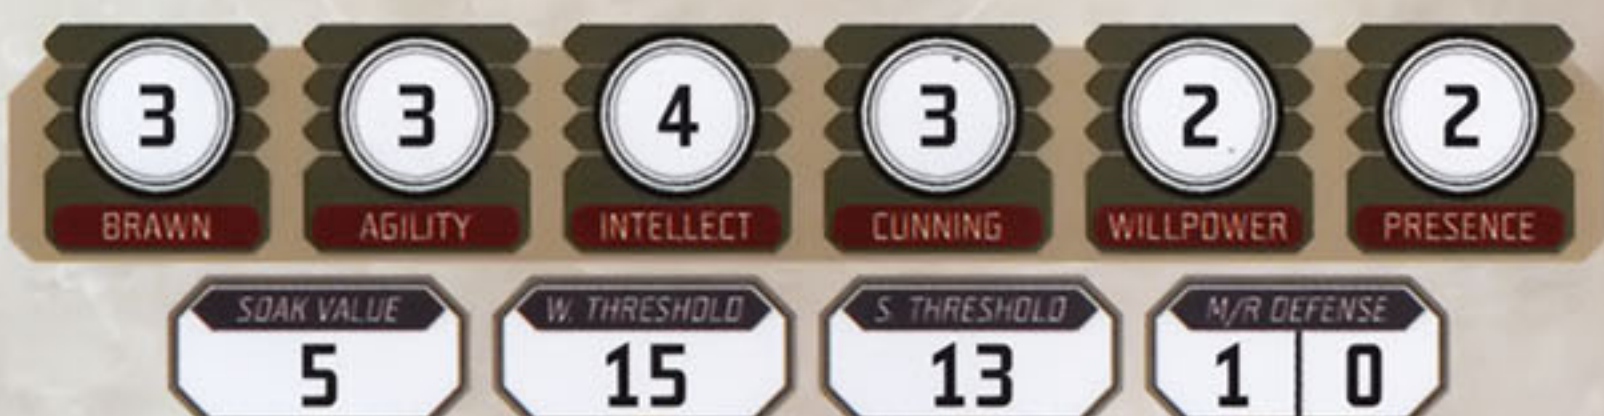 3 3 4 3 2 2
BRAWN AGILITY INTELLECT CUNNING WILLPOWER PRESENCE
SOAK VALUE W. THRESHOLD S. THRESHOLD M/R DEFENSE
5 15 13 1 0